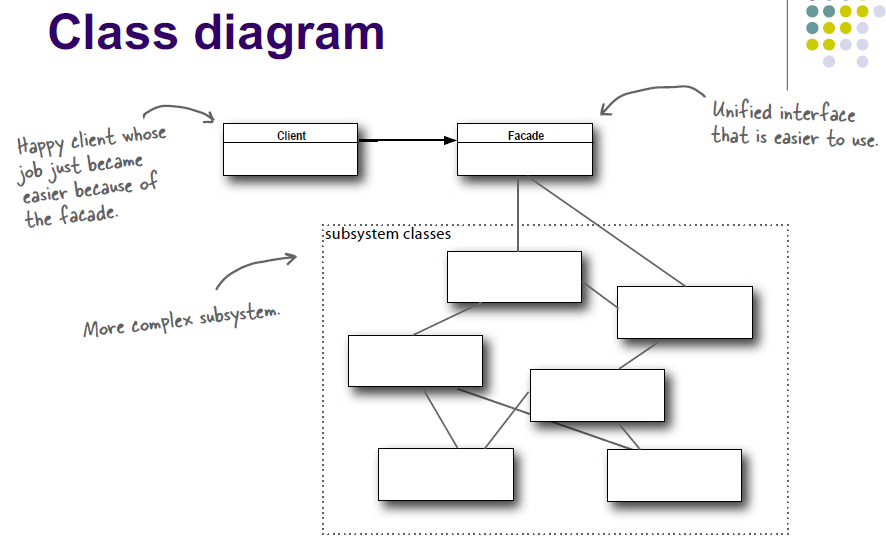 Class diagram
Happy client whose
job just became
easier because of
the facade.
Client
Facade
Unified interface
that is easier to use.
subsystem classes
More complex subsystem.